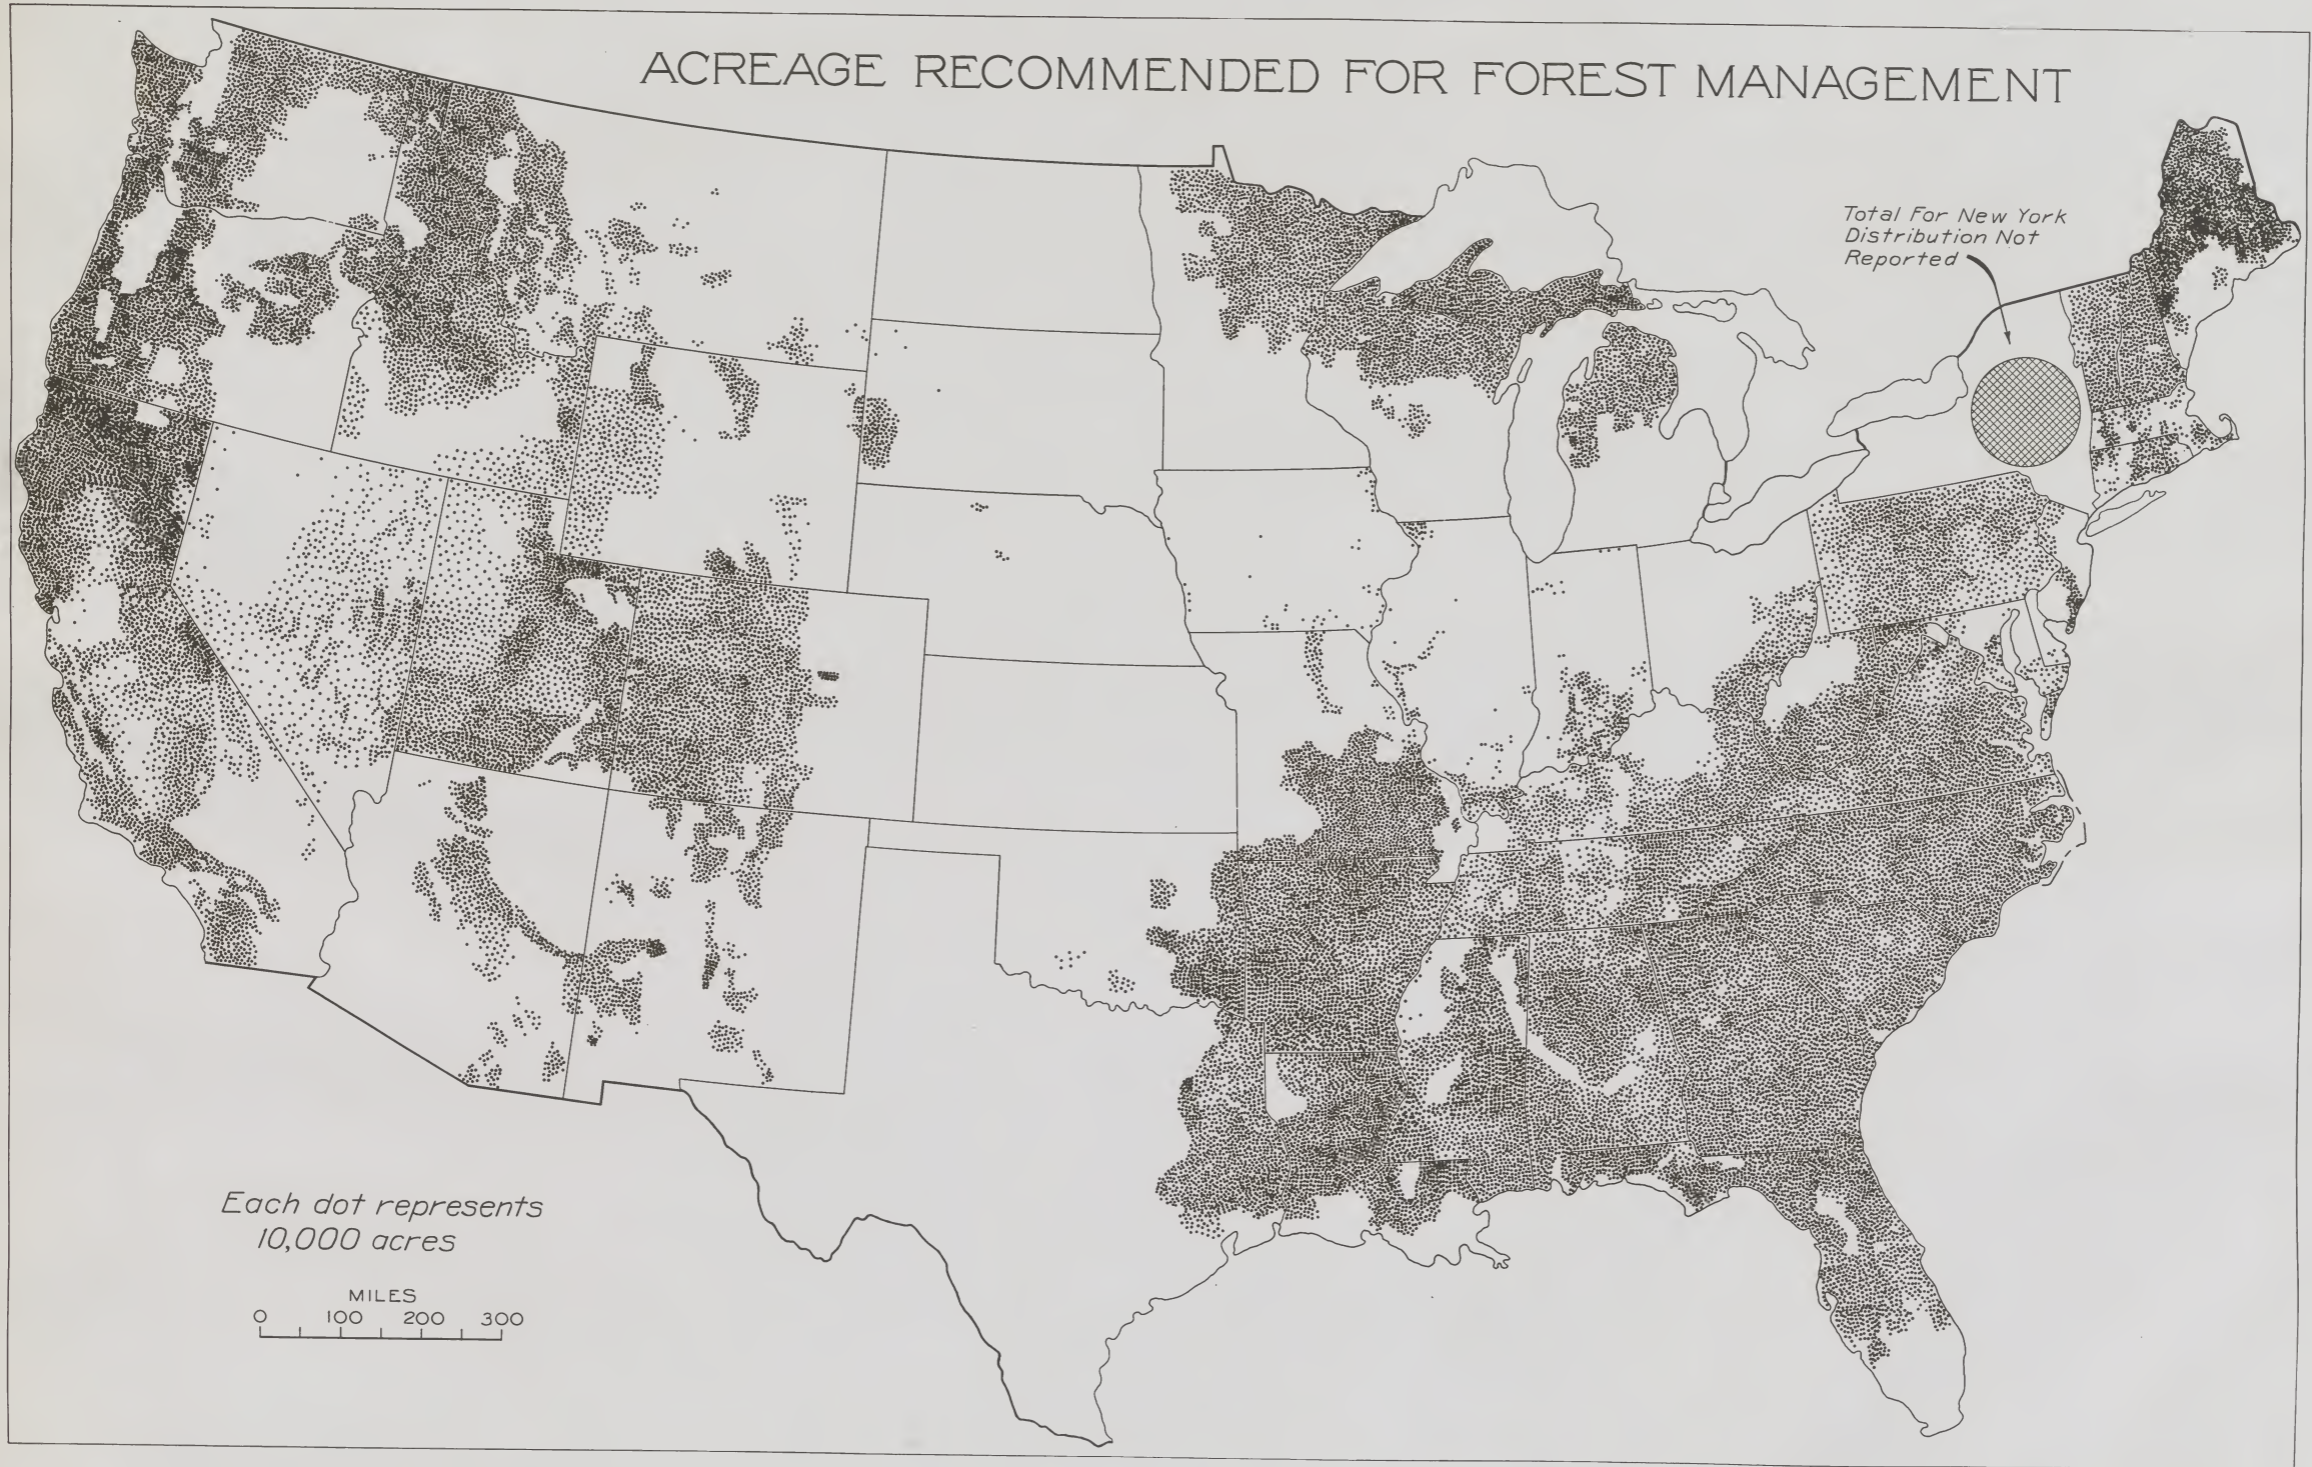 ACREAGE RECOMMENDED FOR FOREST MANAGEMENT
Total For New York
Distribution Not
Reported
Each dot represents
10,000 acres
MILES
0 100 200 300